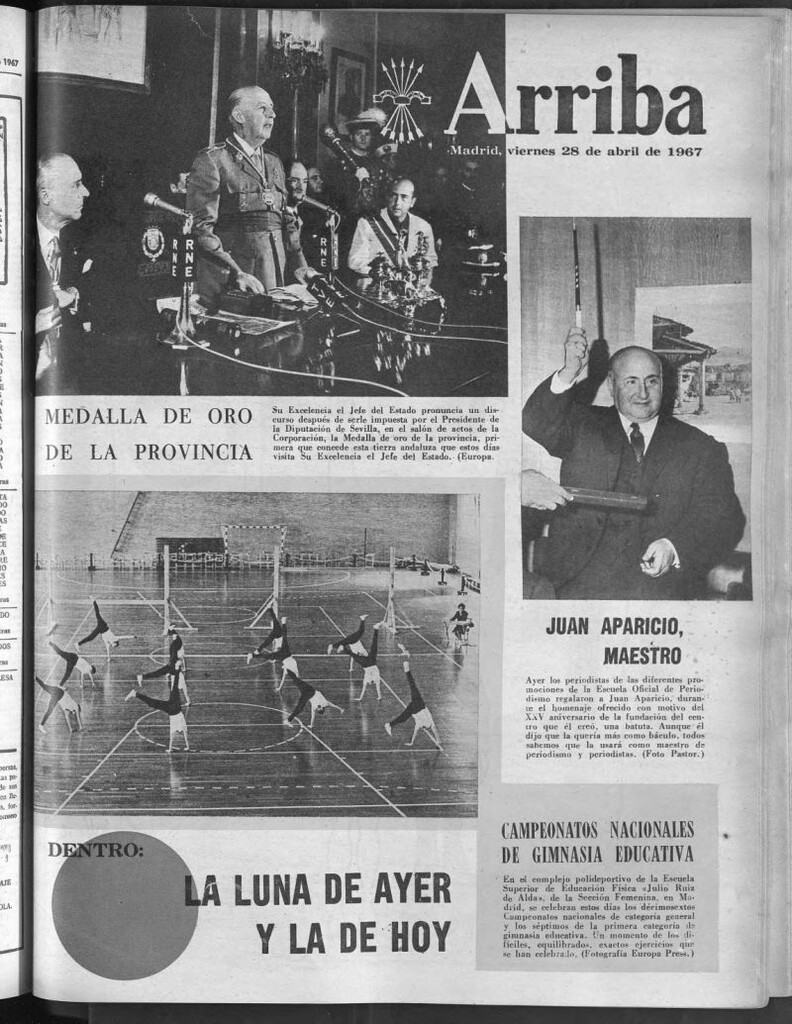 1967
Arriba
Madrid, viernes 28 de abril de 1967
RNE
RNE
MEDALLA DE ORO
DE LA PROVINCIA
Su Excelencia el Jefe del Estado pronuncia un dis-
curso después de serle impuesta por el Presidente de
la Diputación de Sevilla, en el salón de actos de la
Corporación, la Medalla de oro de la provincia, pri-
mera que concede esta tierra andaluza que estos días
visita Su Excelencia el Jefe del Estado. (Europa.
JUAN APARICIO,
MAESTRO
Ayer los periodistas de las diferentes pro-
mociones de la Escuela Oficial de Perio-
dismo regalaron a Juan Aparicio, duran-
te el homenaje ofrecido con motivo del
XXV aniversario de la fundación del cen-
tro que él creó, una batuta. Aunque él
dijo que la quería más como báculo, todos
sabemos que la usará como maestro de
periodismo y periodistas. (Foto Pastor.)
CAMPEONATOS NACIONALES
DE GIMNASIA EDUCATIVA
En el complejo polideportivo de la Escuela
Superior de Educación Física «Julio Ruiz
de Alda», de la Sección Femenina, en Ma-
drid, se celebran estos días los décimosextos
Campeonatos nacionales de categoría general
y los séptimos de la primera categoría de
gimnasia educativa. Un momento de los di-
fíciles, equilibrados, exactos ejercicios que
se han celebrado. (Fotografía Europa Press.)
DENTRO:
LA LUNA DE AYER
Y LA DE HOY